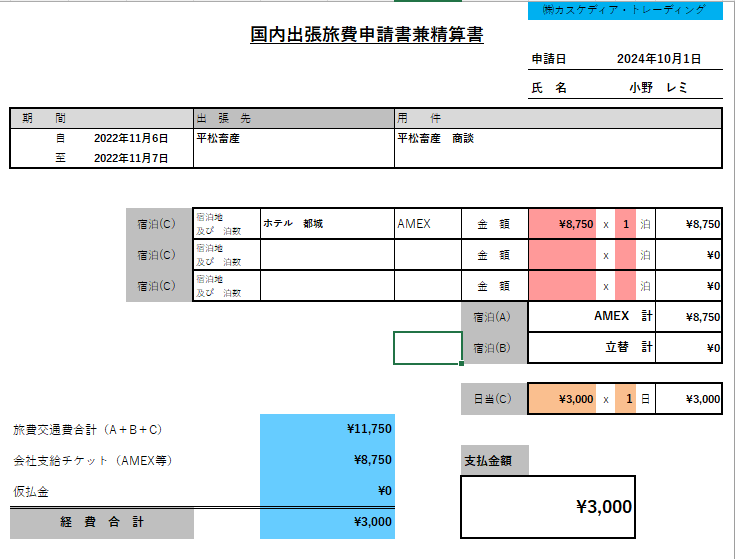 ㈱カスケディア・トレーディング
国内出張旅費申請書兼精算書
申請日 2024年10月1日
氏 名 小野 レミ
期 間 出 張 先 用 件
自 2022年11月6日 平松畜産 平松畜産 商談
至 2022年11月7日
宿泊(C) 宿泊地 及び 泊数 ホテル 都城 AMEX 金 額 ¥8,750 x 1 泊 ¥8,750
宿泊(C) 宿泊地 及び 泊数 金 額 x 泊 ¥0
宿泊(C) 宿泊地 及び 泊数 金 額 x 泊 ¥0
宿泊(A) AMEX 計 ¥8,750
宿泊(B) 立替 計 ¥0
日当(C) ¥3,000 x 1 日 ¥3,000
旅費交通費合計（A＋B＋C） ¥11,750
会社支給チケット（AMEX等） ¥8,750
仮払金 ¥0
経 費 合 計 ¥3,000
支払金額
¥3,000